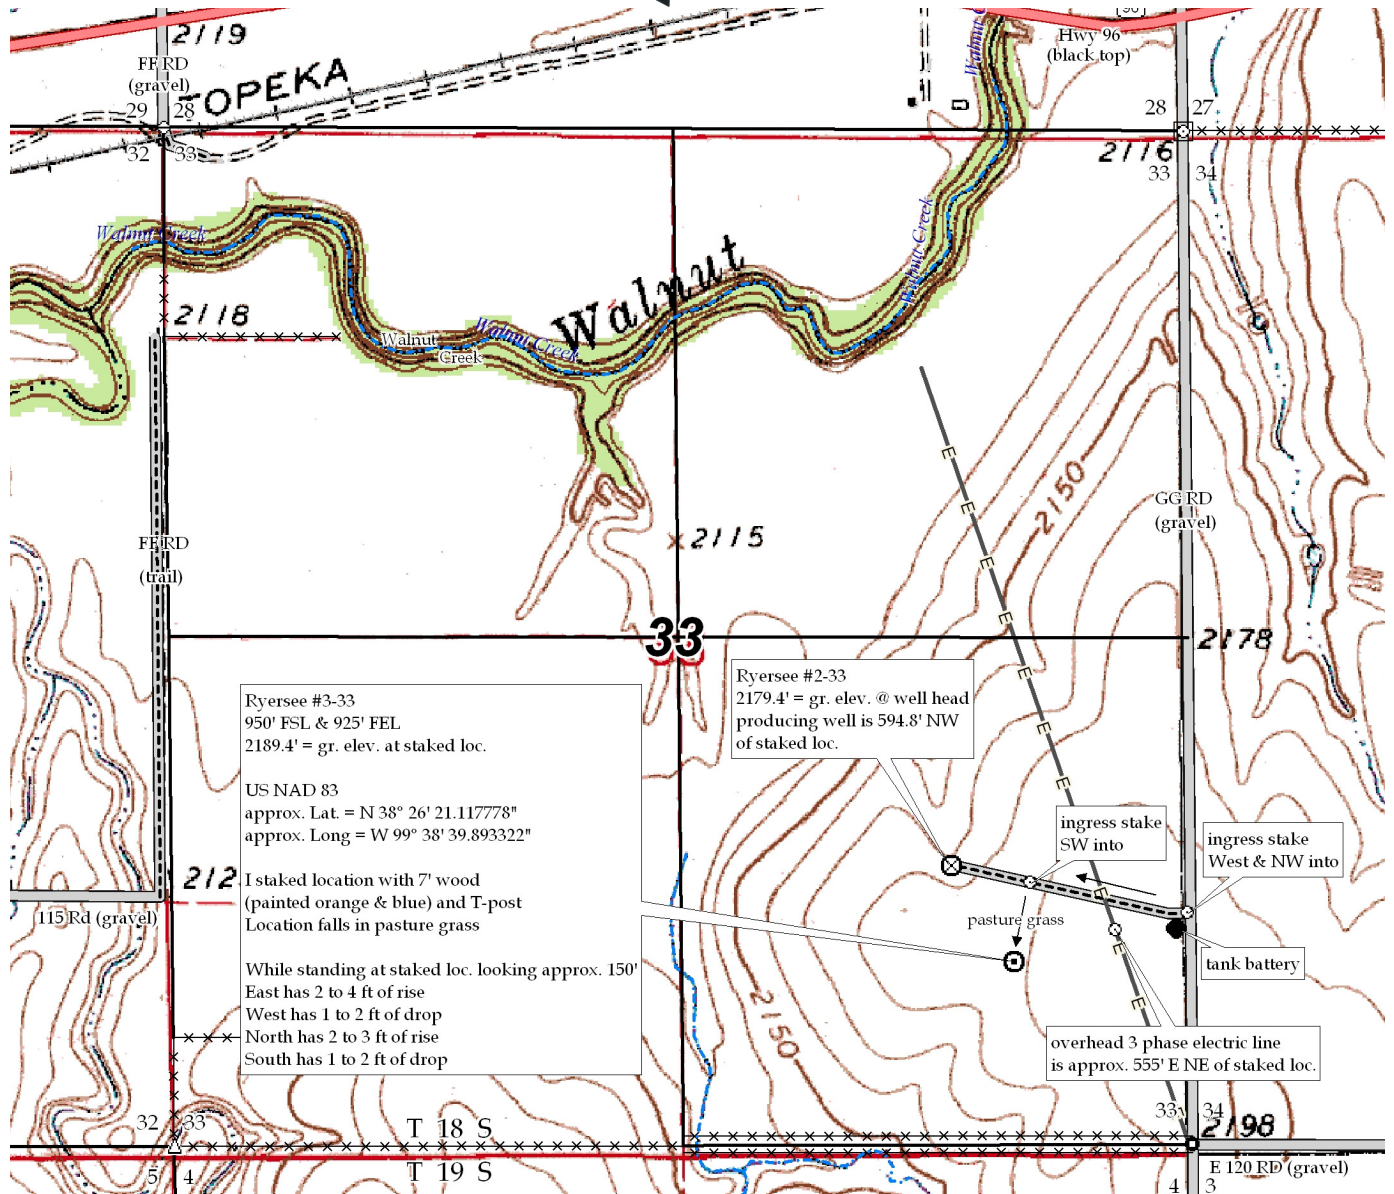 2119
FF RD
(gravel)
TOPEKA
29 28
32 33
Walnut Creek
Hwy 96
(black top)
28 27
2116
33 34
Walnut Creek
2118
Walnut Creek
Walnut
Walnut
Creek
Walnut Creek
2150
GG RD
(gravel)
FF RD
(trail)
2115
33
2178
E
E
E
E
E
E
E
E
E
E
Ryersee #2-33
2179.4' = gr. elev. @ well head
producing well is 594.8' NW
of staked loc.
Ryersee #3-33
950' FSL & 925' FEL
2189.4' = gr. elev. at staked loc.
US NAD 83
approx. Lat. = N 38° 26' 21.117778"
approx. Long = W 99° 38' 39.893322"
I staked location with 7' wood
(painted orange & blue) and T-post
Location falls in pasture grass
While standing at staked loc. looking approx. 150'
East has 2 to 4 ft of rise
West has 1 to 2 ft of drop
North has 2 to 3 ft of rise
South has 1 to 2 ft of drop
ingress stake
SW into
ingress stake
West & NW into
212
115 Rd (gravel)
pasture grass
tank battery
2150
overhead 3 phase electric line
is approx. 555' E NE of staked loc.
32 33
T 18 S
T 19 S
33 34
2198
E 120 RD (gravel)
5 4
4 3